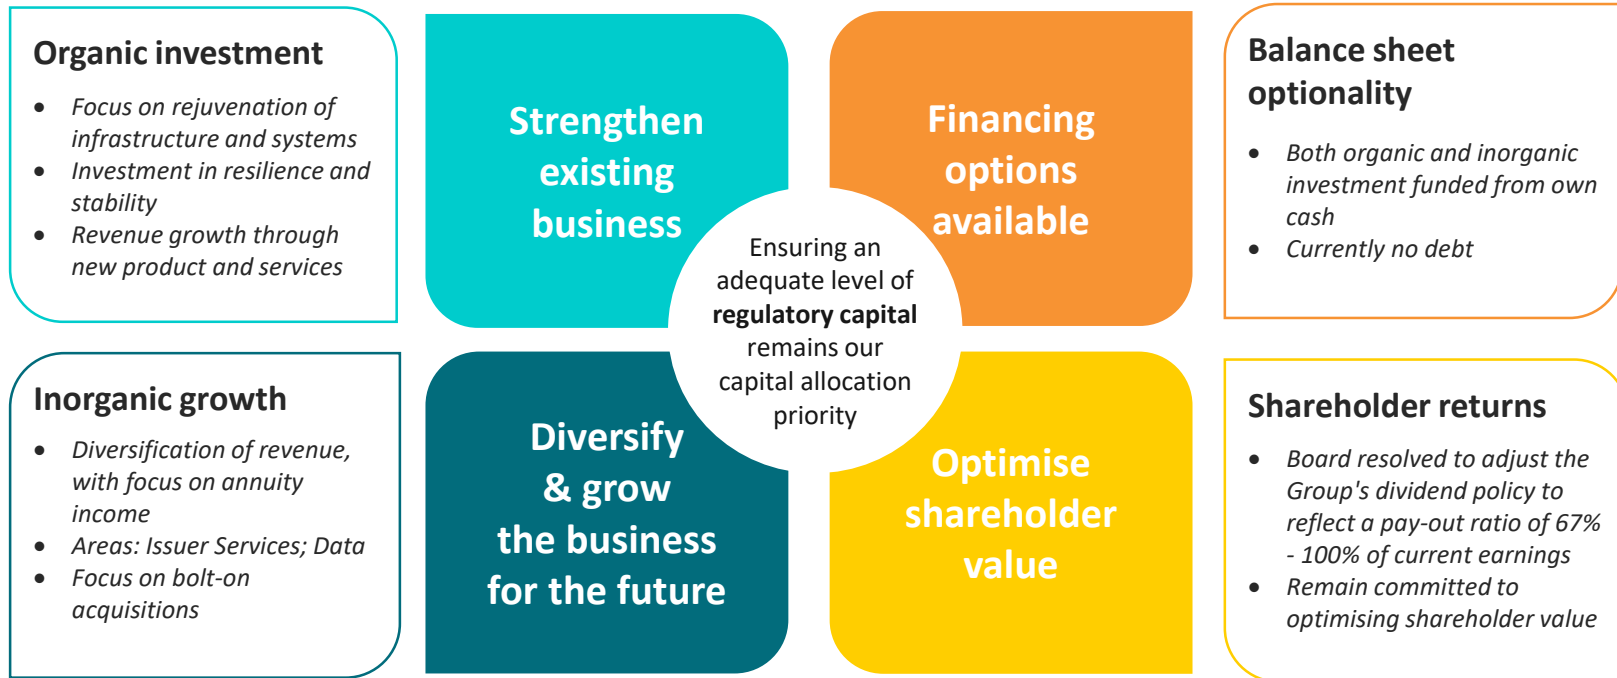 Organic investment
• Focus on rejuvenation of
infrastructure and systems
• Investment in resilience and
stability
• Revenue growth through
new product and services
Strengthen
existing
business
Financing
options
available
Balance sheet
optionality
• Both organic and inorganic
investment funded from own
cash
• Currently no debt
Ensuring an
adequate level of
regulatory capital
remains our
capital allocation
priority
Inorganic growth
• Diversification of revenue,
with focus on annuity
income
• Areas: Issuer Services; Data
• Focus on bolt-on
acquisitions
Diversify
& grow
the business
for the future
Optimise
shareholder
value
Shareholder returns
• Board resolved to adjust the
Group's dividend policy to
reflect a pay-out ratio of 67%
- 100% of current earnings
• Remain committed to
optimising shareholder value